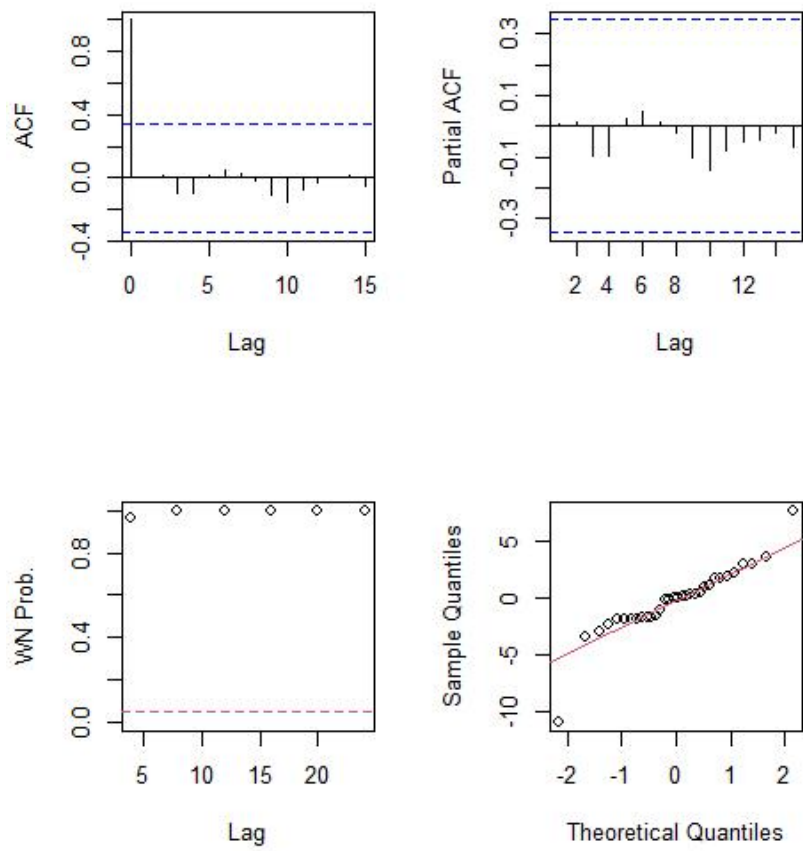 ACF
0.8
0.4
0.0
-0.4
0 5 10 15
Lag
Partial ACF
0.3
0.1
-0.1
-0.3
2 4 6 8 12
Lag
WN Prob.
0.8
0.4
0.0
5 10 15 20
Lag
Sample Quantiles
5
0
-5
-10
-2 -1 0 1 2
Theoretical Quantiles